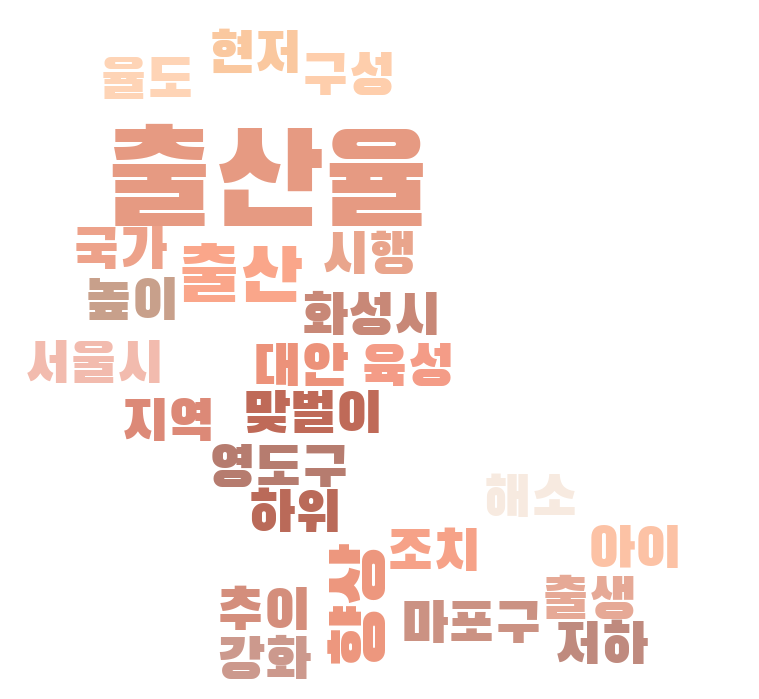 현저
율도
구성
출산율
국가
출산
시행
높이
화성시
서울시
대안
육성
지역
맞벌이
영도구
하위
해소
조치
아이
향상
추이
마포구
출생
강화
저하